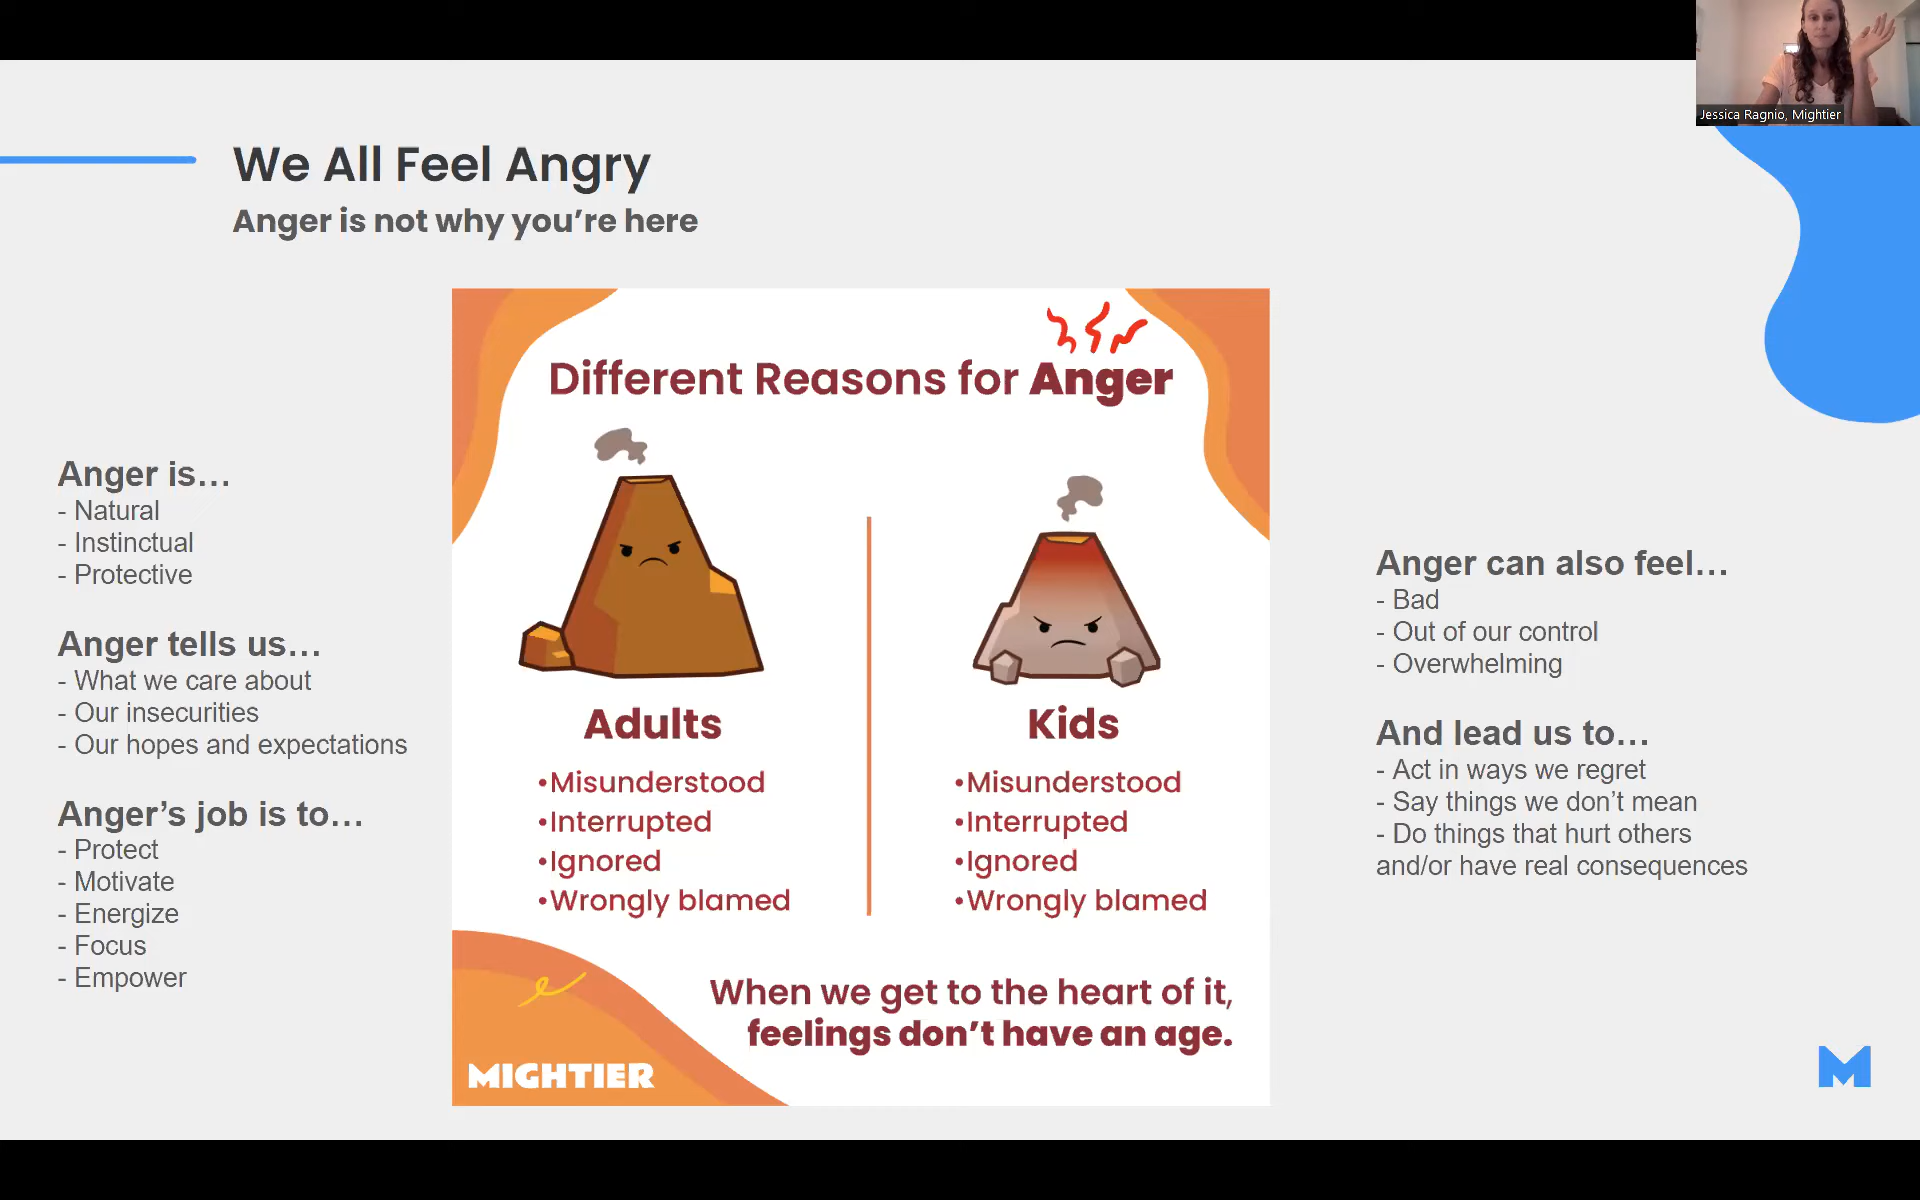 Jessica Ragnio, Mightier
We All Feel Angry
Anger is not why you’re here
Anger is…
- Natural
- Instinctual
- Protective
Anger tells us…
- What we care about
- Our insecurities
- Our hopes and expectations
Anger’s job is to…
- Protect
- Motivate
- Energize
- Focus
- Empower
Different Reasons for Anger
Adults
•Misunderstood
•Interrupted
•Ignored
•Wrongly blamed
Kids
•Misunderstood
•Interrupted
•Ignored
•Wrongly blamed
When we get to the heart of it,
feelings don’t have an age.
MIGHTIER
Anger can also feel…
- Bad
- Out of our control
- Overwhelming
And lead us to…
- Act in ways we regret
- Say things we don’t mean
- Do things that hurt others
and/or have real consequences
M